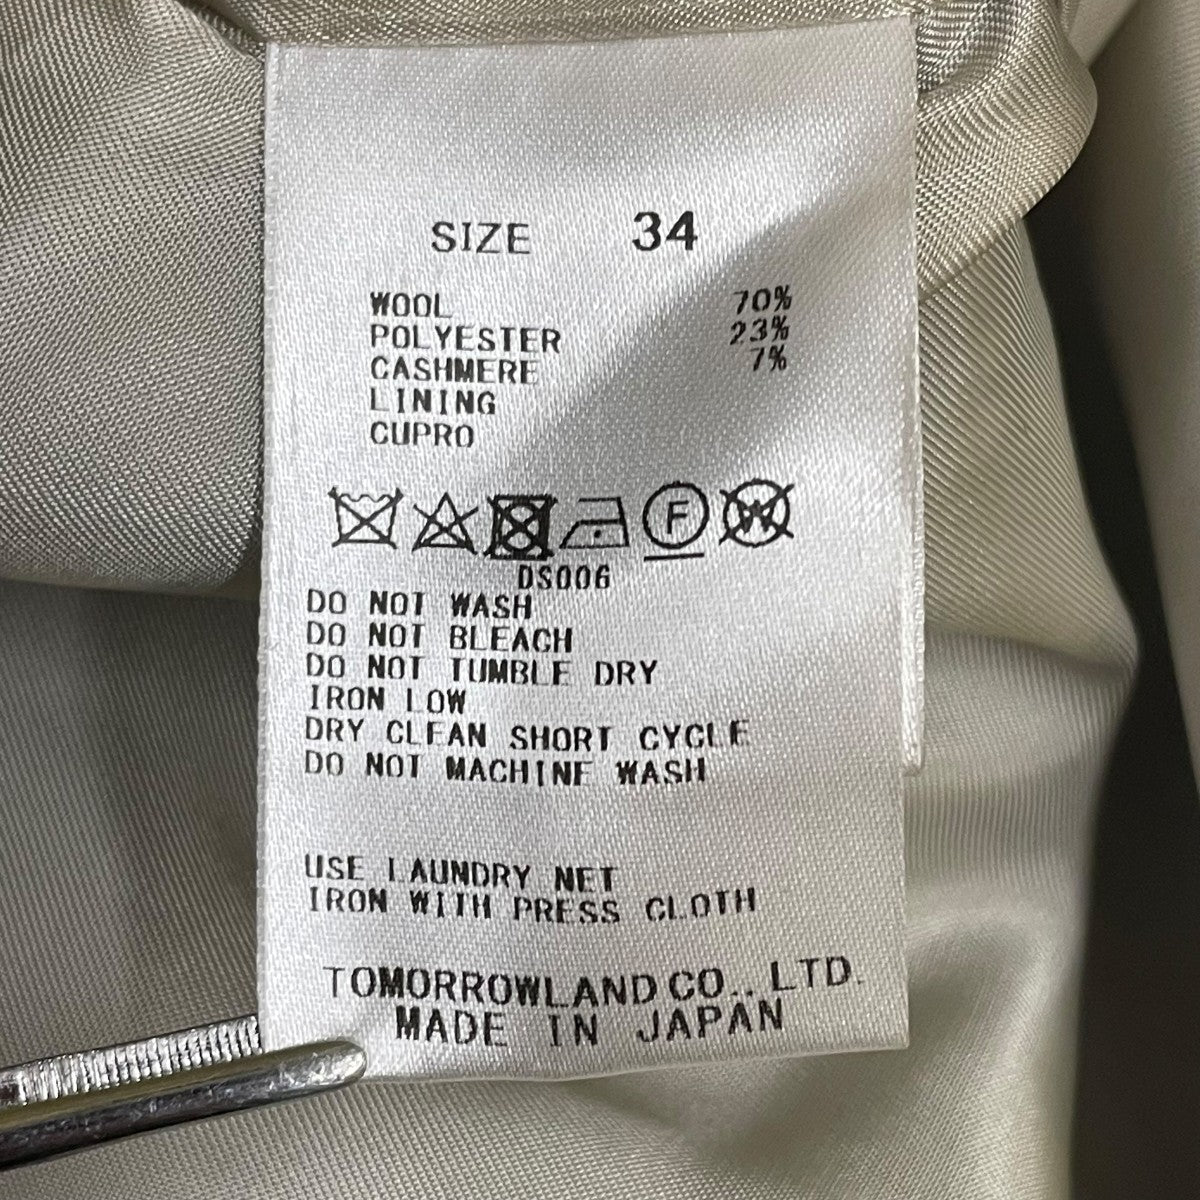 SIZE 34
WOOL 70%
POLYESTER 23%
CASHMERE 7%
LINING
CUPRO
F W
DS006
DO NOT WASH
DO NOT BLEACH
DO NOT TUMBLE DRY
IRON LOW
DRY CLEAN SHORT CYCLE
DO NOT MACHINE WASH
USE LAUNDRY NET
IRON WITH PRESS CLOTH
TOMORROWLAND CO., LTD.
MADE IN JAPAN